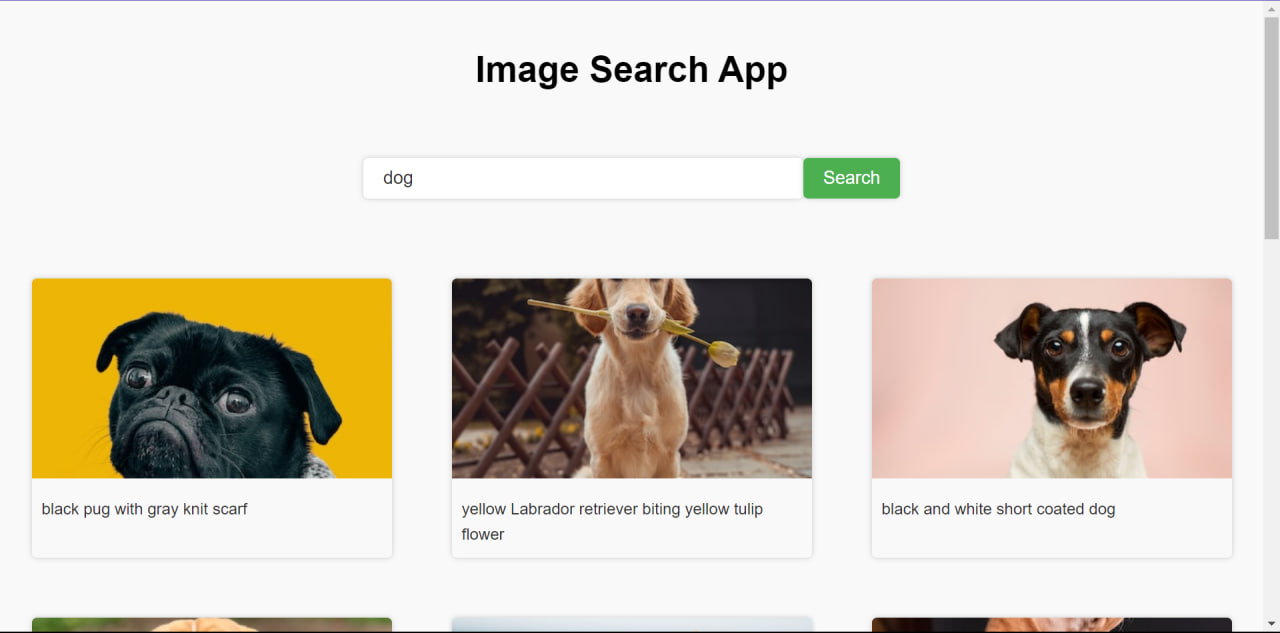 Image Search App
dog
Search
black pug with gray knit scarf
yellow Labrador retriever biting yellow tulip
flower
black and white short coated dog